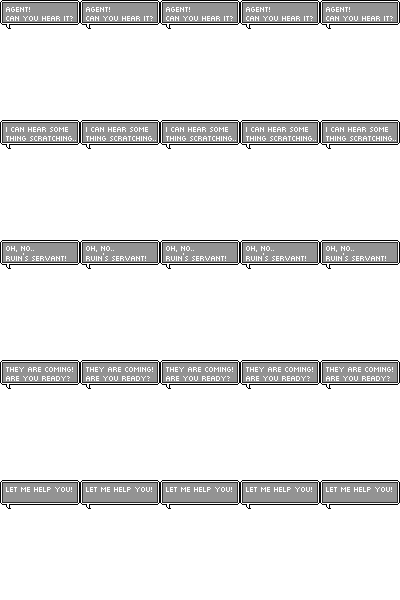 AGENT! AGENT! AGENT! AGENT! AGENT!
CAN YOU HEAR IT? CAN YOU HEAR IT? CAN YOU HEAR IT? CAN YOU HEAR IT? CAN YOU HEAR IT?
I CAN HEAR SOME I CAN HEAR SOME I CAN HEAR SOME I CAN HEAR SOME I CAN HEAR SOME
THING SCRATCHING.. THING SCRATCHING.. THING SCRATCHING.. THING SCRATCHING.. THING SCRATCHING..
OH, NO.. OH, NO.. OH, NO.. OH, NO.. OH, NO..
RUIN'S SERVANT! RUIN'S SERVANT! RUIN'S SERVANT! RUIN'S SERVANT! RUIN'S SERVANT!
THEY ARE COMING! THEY ARE COMING! THEY ARE COMING! THEY ARE COMING! THEY ARE COMING!
ARE YOU READY? ARE YOU READY? ARE YOU READY? ARE YOU READY? ARE YOU READY?
LET ME HELP YOU! LET ME HELP YOU! LET ME HELP YOU! LET ME HELP YOU! LET ME HELP YOU!